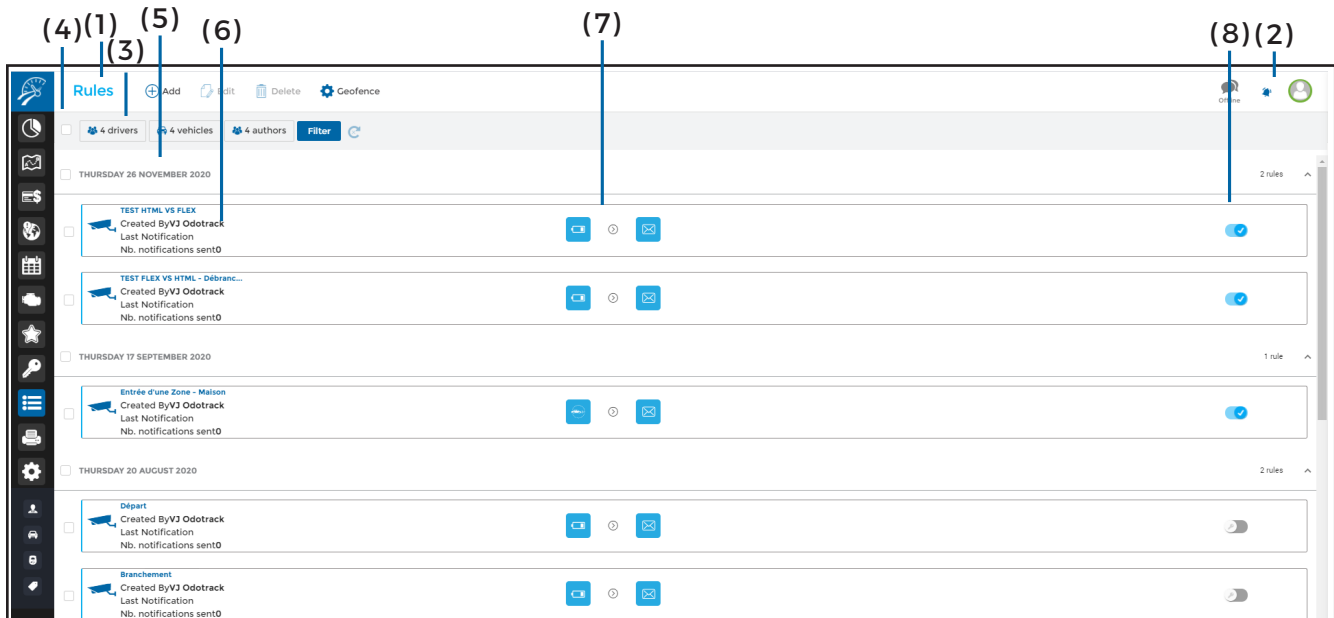 (4)(1) (5) (6) (7) (8)(2)
(3)
Rules Add Edit Delete Geofence Offline
4 drivers 4 vehicles 4 authors Filter
THURSDAY 26 NOVEMBER 2020 2 rules
TEST HTML VS FLEX
Created ByVJ Odotrack
Last Notification
Nb. notifications sent0
TEST FLEX VS HTML - Débranc...
Created ByVJ Odotrack
Last Notification
Nb. notifications sent0
THURSDAY 17 SEPTEMBER 2020 1 rule
Entrée d'une Zone - Maison
Created ByVJ Odotrack
Last Notification
Nb. notifications sent0
THURSDAY 20 AUGUST 2020 2 rules
Départ
Created ByVJ Odotrack
Last Notification
Nb. notifications sent0
Branchement
Created ByVJ Odotrack
Last Notification
Nb. notifications sent0